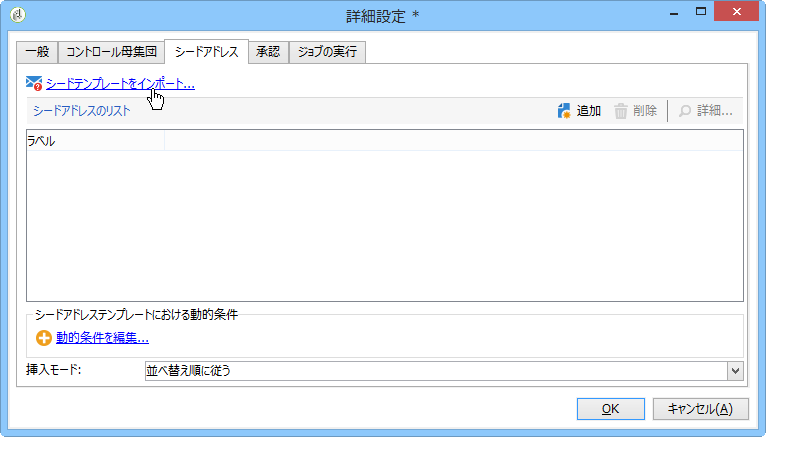 詳細設定 *
一般 コントロール母集団 シードアドレス 承認 ジョブの実行
シードテンプレートをインポート...
シードアドレスのリスト 追加 削除 詳細...
ラベル
シードアドレステンプレートにおける動的条件
動的条件を編集...
挿入モード: 並べ替え順に従う
OK キャンセル(A)